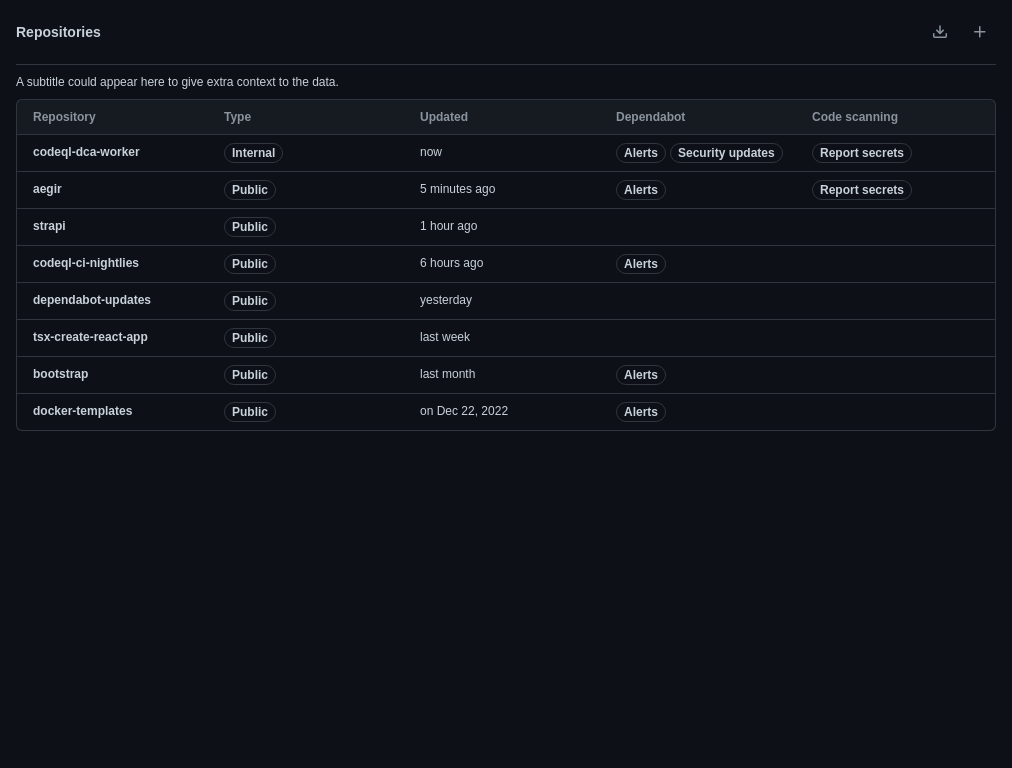 Repositories
A subtitle could appear here to give extra context to the data.
Repository Type Updated Dependabot Code scanning
codeql-dca-worker Internal now Alerts Security updates Report secrets
aegir Public 5 minutes ago Alerts Report secrets
strapi Public 1 hour ago
codeql-ci-nightlies Public 6 hours ago Alerts
dependabot-updates Public yesterday
tsx-create-react-app Public last week
bootstrap Public last month Alerts
docker-templates Public on Dec 22, 2022 Alerts